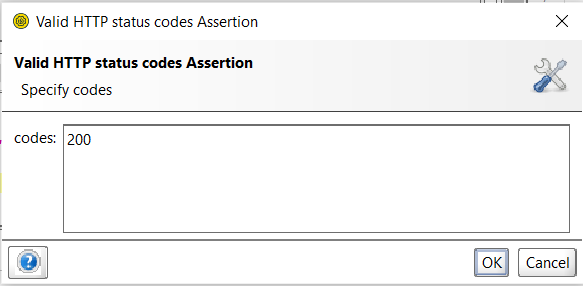 Valid HTTP status codes Assertion
Valid HTTP status codes Assertion
Specify codes
codes:
200
OK
Cancel